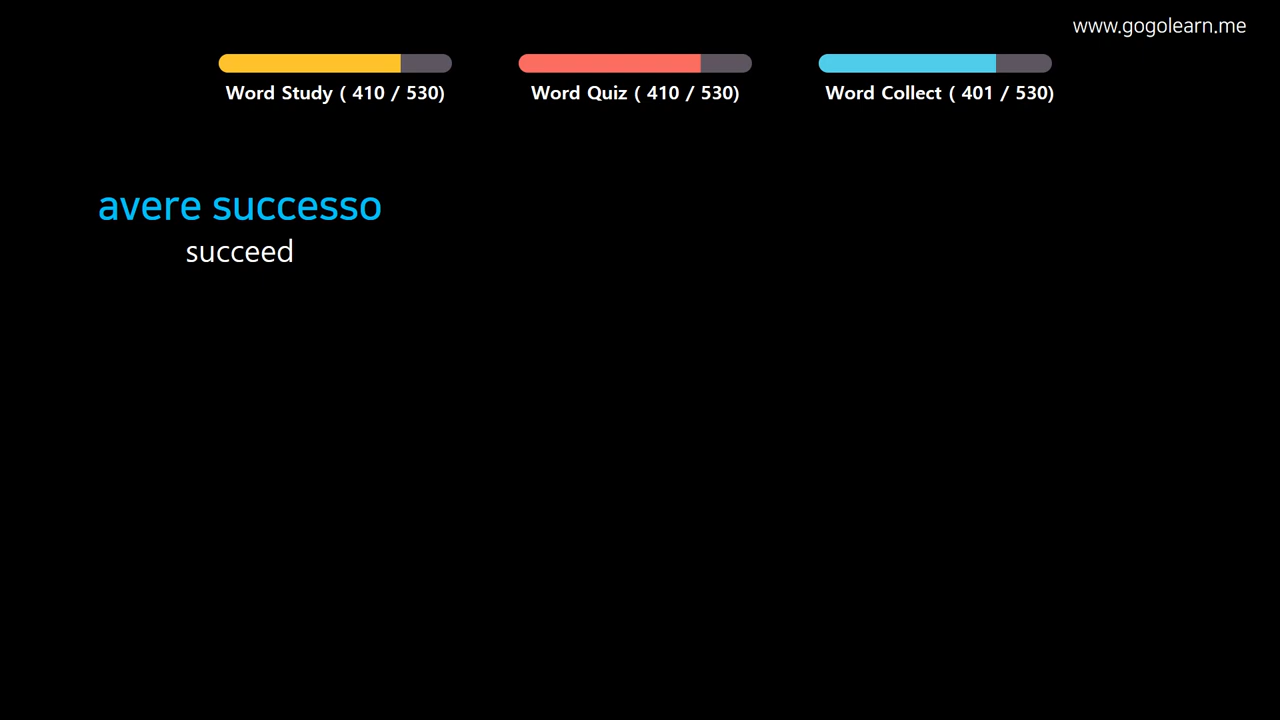 www.gogolearn.me
Word Study ( 410 / 530)
Word Quiz ( 410 / 530)
Word Collect ( 401 / 530)
avere successo
succeed